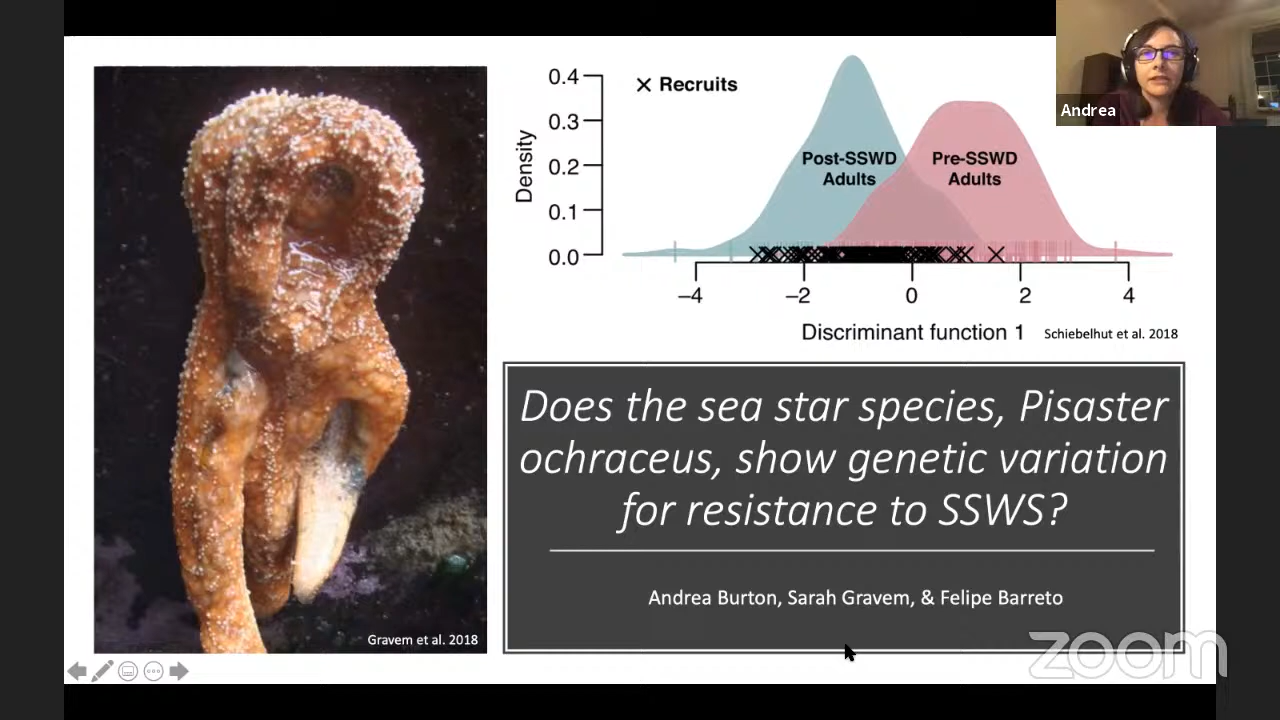 Andrea
0.4
0.3
0.2
0.1
0.0
Density
× Recruits
Post-SSWD
Adults
Pre-SSWD
Adults
−4
−2
0
2
4
Discriminant function 1
Schiebelhut et al. 2018
Does the sea star species, Pisaster
ochraceus, show genetic variation
for resistance to SSWS?
Andrea Burton, Sarah Gravem, & Felipe Barreto
Gravem et al. 2018
zoom